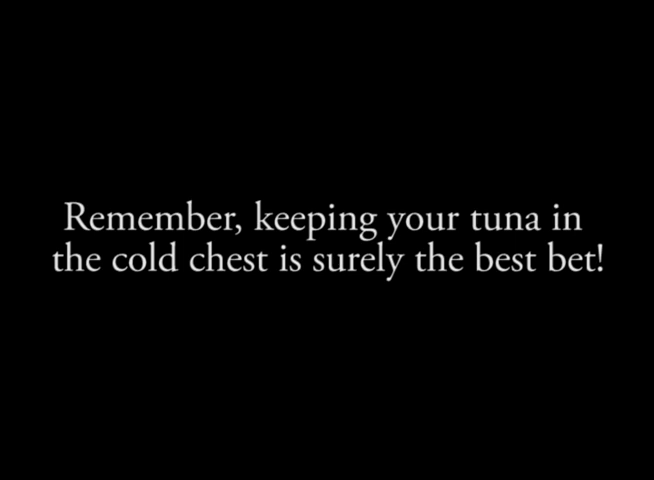 Remember, keeping your tuna in
the cold chest is surely the best bet!